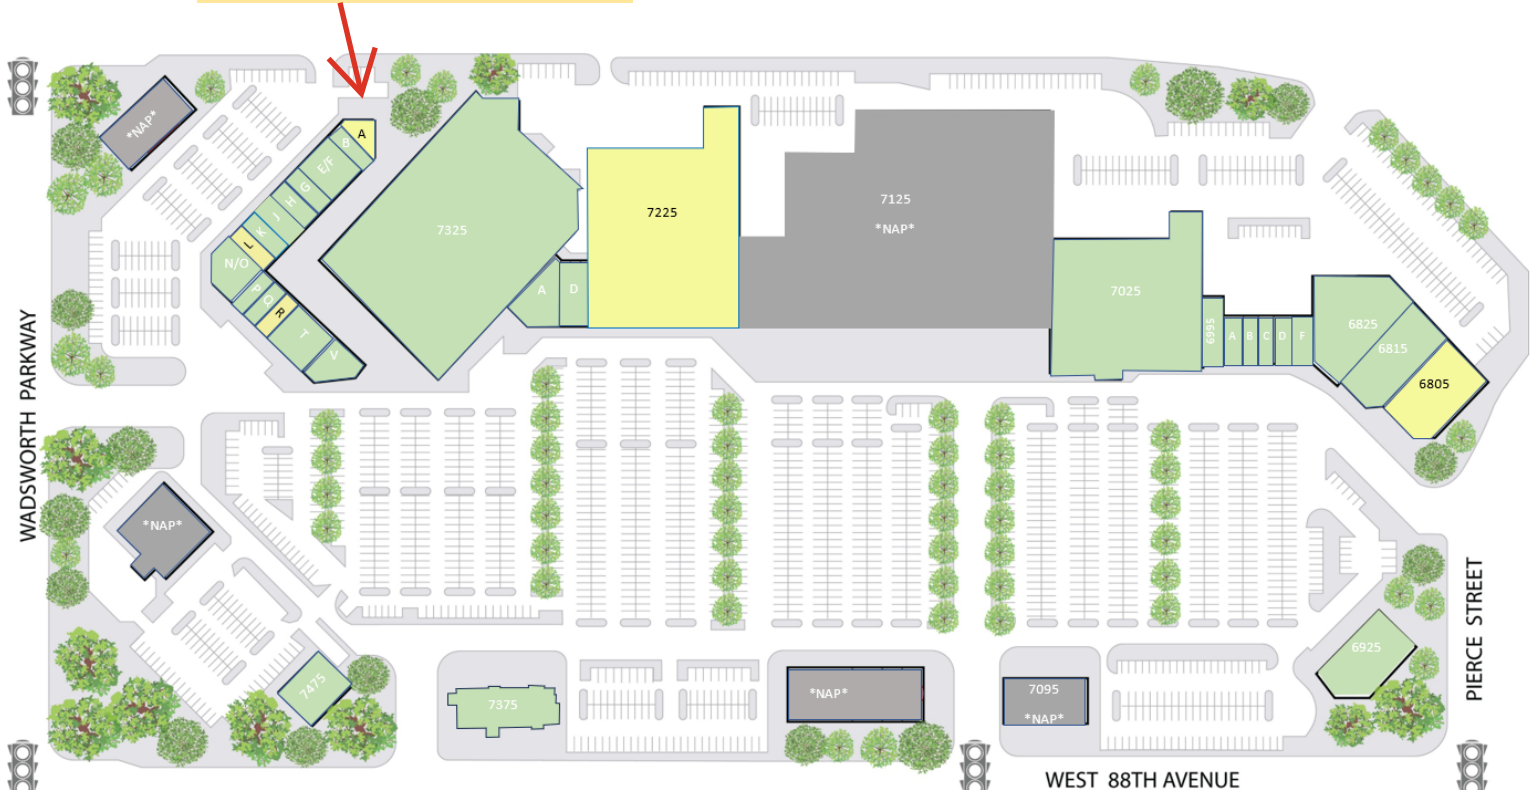 *NAP*
A
B
E/F
G
H
J
K
L
N/O
P
Q
R
T
V
7325
A
D
7225
7125
*NAP*
7025
6995
A
B
C
D
F
6825
6815
6805
WADSWORTH PARKWAY
*NAP*
7475
7375
*NAP*
7095
*NAP*
6925
PIERCE STREET
WEST 88TH AVENUE